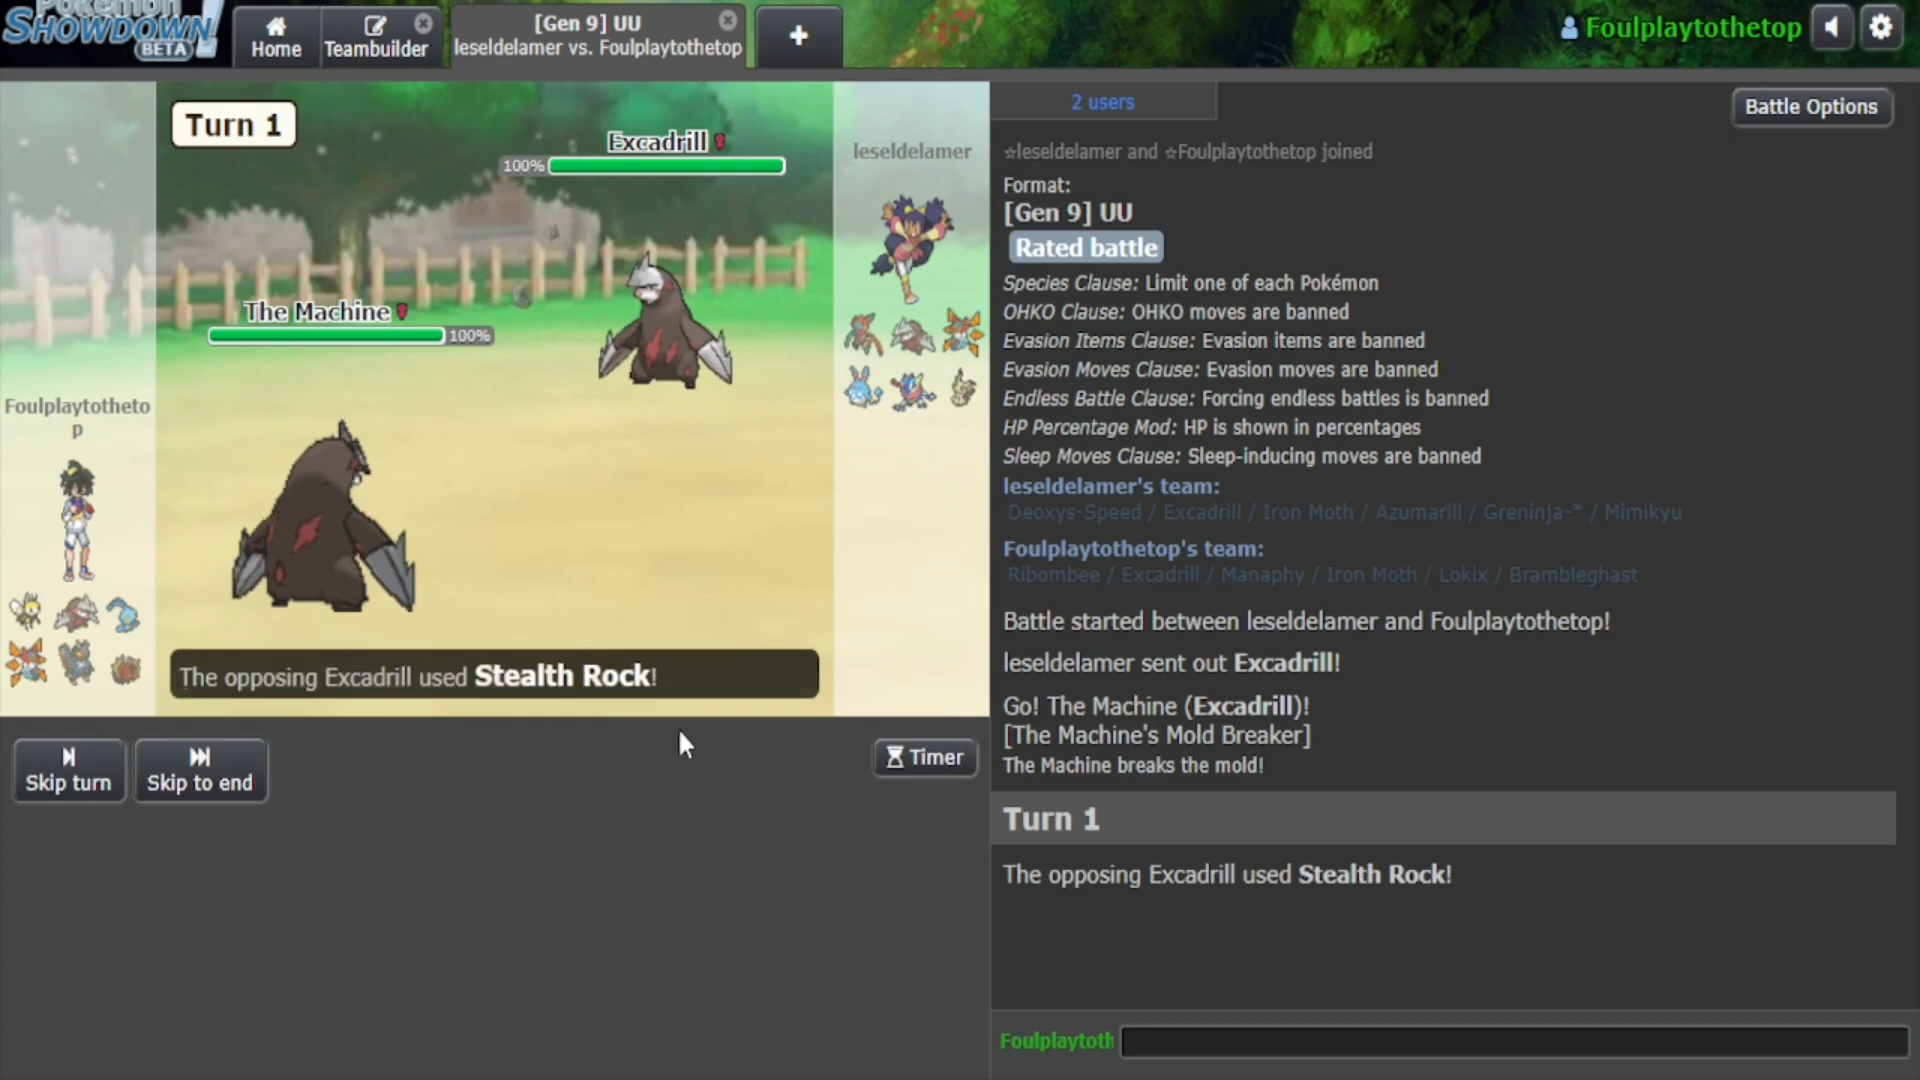 Pokémon
SHOWDOWN!
BETA
Home
Teambuilder
[Gen 9] UU
leseldelamer vs. Foulplaytothetop
+
Foulplaytothetop
Turn 1
Excadrill
100%
The Machine
100%
Foulplaytotheto
p
leseldelamer
The opposing Excadrill used Stealth Rock!
Skip turn
Skip to end
Timer
2 users
Battle Options
☆leseldelamer and ☆Foulplaytothetop joined
Format:
[Gen 9] UU
Rated battle
Species Clause: Limit one of each Pokémon
OHKO Clause: OHKO moves are banned
Evasion Items Clause: Evasion items are banned
Evasion Moves Clause: Evasion moves are banned
Endless Battle Clause: Forcing endless battles is banned
HP Percentage Mod: HP is shown in percentages
Sleep Moves Clause: Sleep-inducing moves are banned
leseldelamer's team:
Deoxys-Speed / Excadrill / Iron Moth / Azumarill / Greninja-* / Mimikyu
Foulplaytothetop's team:
Ribombee / Excadrill / Manaphy / Iron Moth / Lokix / Brambleghast
Battle started between leseldelamer and Foulplaytothetop!
leseldelamer sent out Excadrill!
Go! The Machine (Excadrill)!
[The Machine's Mold Breaker]
The Machine breaks the mold!
Turn 1
The opposing Excadrill used Stealth Rock!
Foulplaytoth